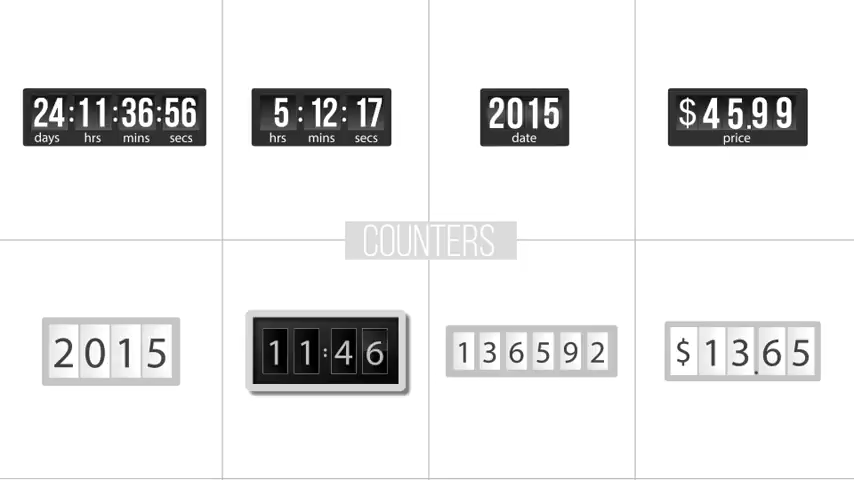 24:11:36:56
days hrs mins secs
5:12:17
hrs mins secs
2015
date
$45.99
price
COUNTERS
2015
11:46
136592
$13.65